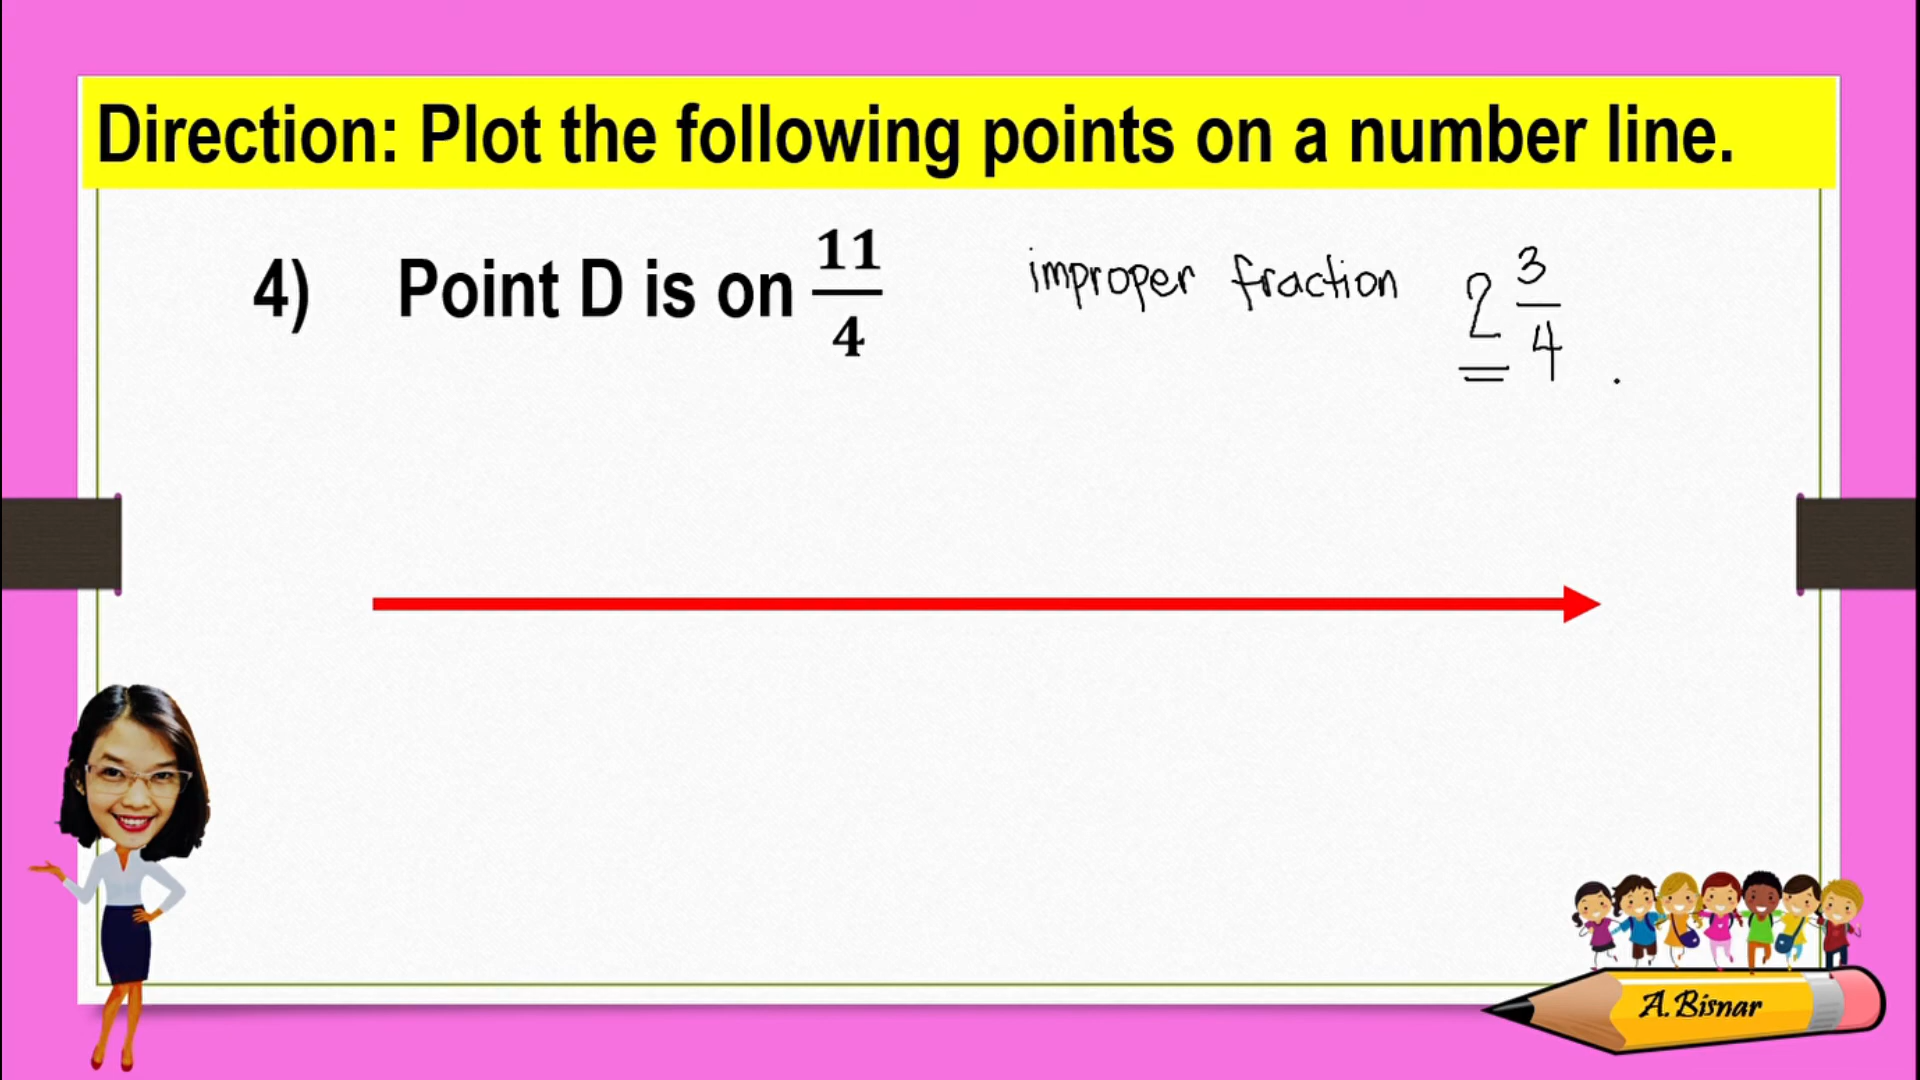 Direction: Plot the following points on a number line.
4) Point D is on 11/4 improper fraction 2 3/4 .
A. Bisnar